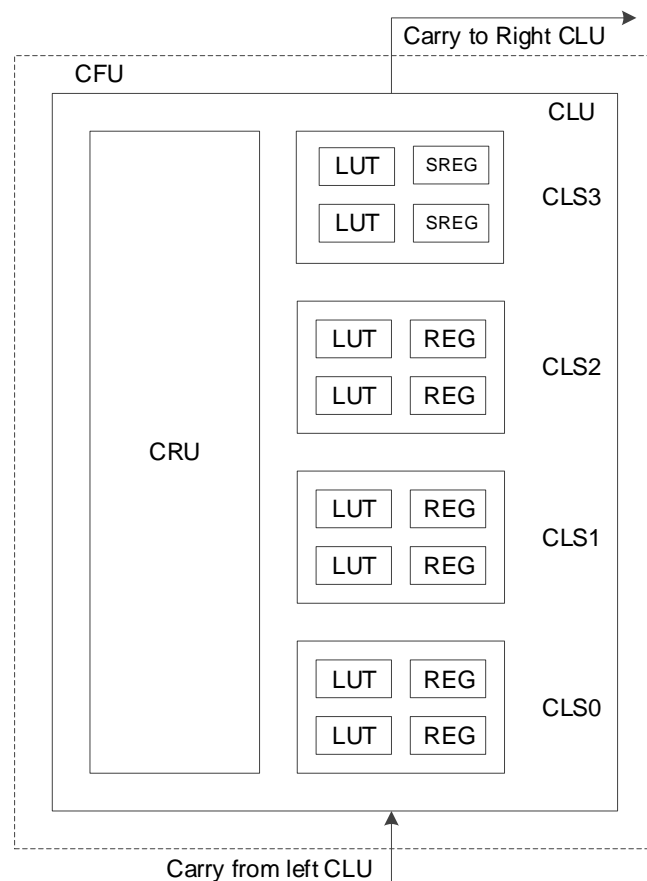 Carry to Right CLU
CFU
CLU
LUT SREG
CLS3
LUT SREG
LUT REG
CLS2
LUT REG
CRU
LUT REG
CLS1
LUT REG
LUT REG
CLS0
LUT REG
Carry from left CLU